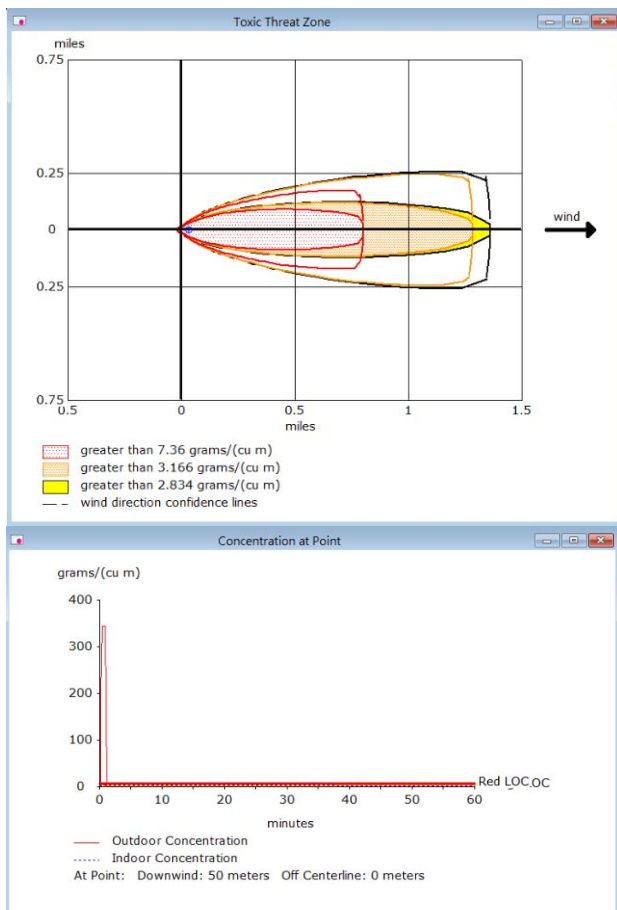 Toxic Threat Zone
miles
0.75
0.25
0
0.25
0.75
0.5 0 0.5 1 1.5
miles
wind
greater than 7.36 grams/(cu m)
greater than 3.166 grams/(cu m)
greater than 2.834 grams/(cu m)
wind direction confidence lines
Concentration at Point
grams/(cu m)
400
300
200
100
0
Red LOC OC
0 10 20 30 40 50 60
minutes
Outdoor Concentration
Indoor Concentration
At Point: Downwind: 50 meters Off Centerline: 0 meters